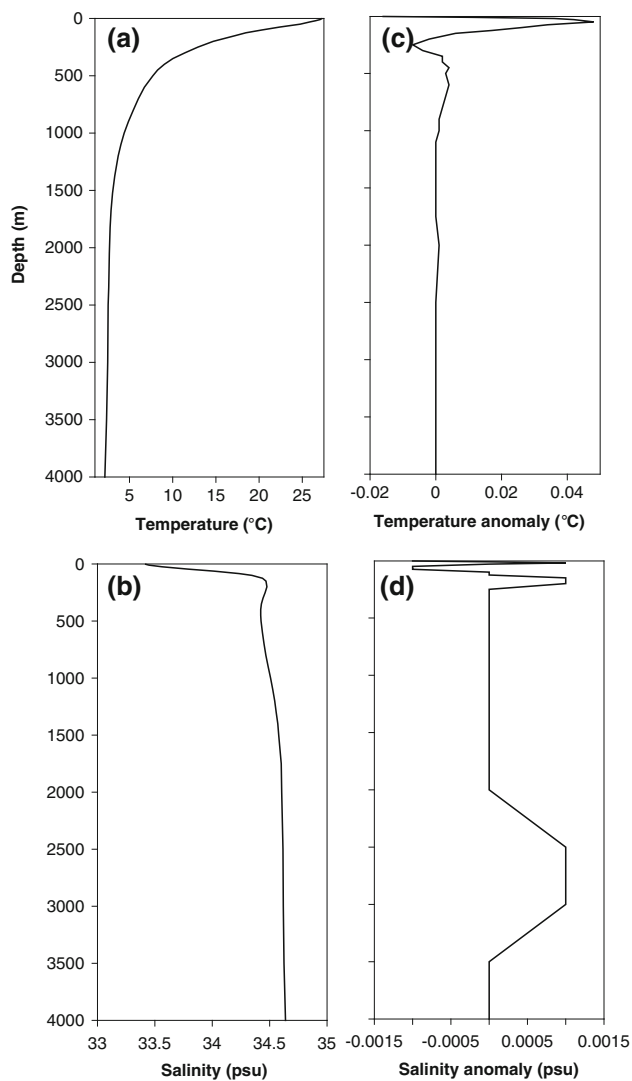 (a)
0
500
1000
1500
2000
2500
3000
3500
4000
Depth (m)
5 10 15 20 25
Temperature (°C)
(c)
-0.02 0 0.02 0.04
Temperature anomaly (°C)
(b)
0
500
1000
1500
2000
2500
3000
3500
4000
33 33.5 34 34.5 35
Salinity (psu)
(d)
-0.0015 -0.0005 0.0005 0.0015
Salinity anomaly (psu)